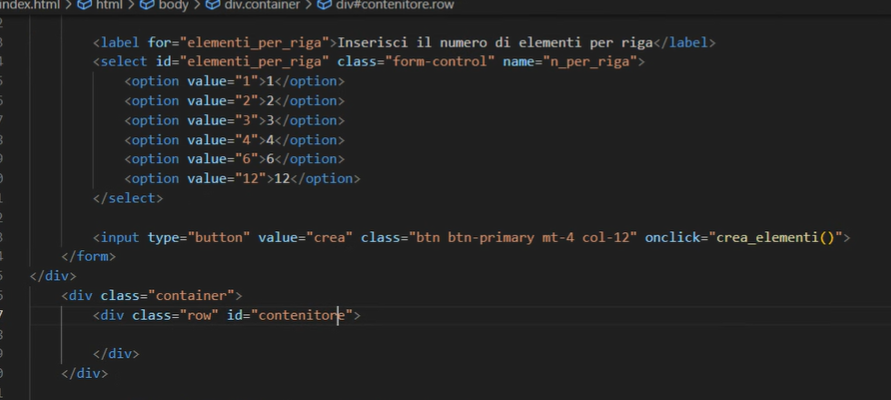 index.html > html > body > div.container > div#contenitore.row
<label for="elementi_per_riga">Inserisci il numero di elementi per riga</label>
<select id="elementi_per_riga" class="form-control" name="n_per_riga">
<option value="1">1</option>
<option value="2">2</option>
<option value="3">3</option>
<option value="4">4</option>
<option value="6">6</option>
<option value="12">12</option>
</select>
<input type="button" value="crea" class="btn btn-primary mt-4 col-12" onclick="crea_elementi()">
</form>
</div>
<div class="container">
<div class="row" id="contenitore">
</div>
</div>